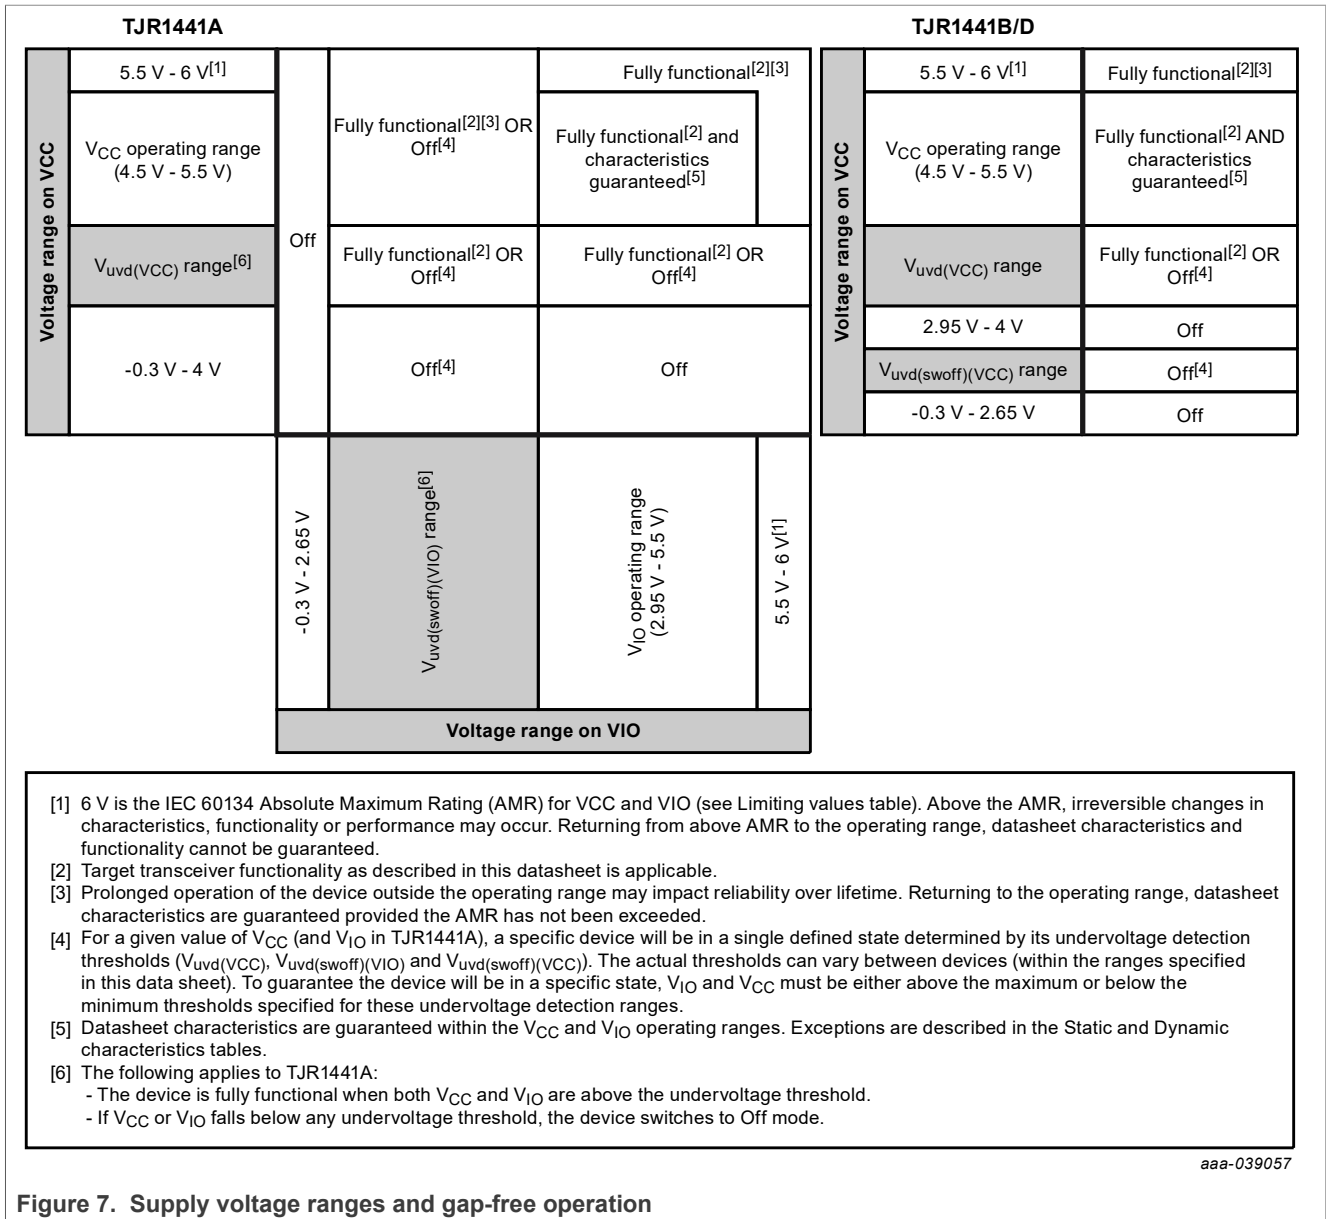 TJR1441A
TJR1441B/D
Voltage range on VCC
5.5 V - 6 V[1]
VCC operating range
(4.5 V - 5.5 V)
Vuvd(VCC) range[6]
-0.3 V - 4 V
Off
Fully functional[2][3] OR
Off[4]
Fully functional[2] OR
Off[4]
Off[4]
Fully functional[2][3]
Fully functional[2] and
characteristics
guaranteed[5]
Fully functional[2] OR
Off[4]
Off
-0.3 V - 2.65 V
Vuvd(swoff)(VIO) range[6]
VIO operating range
(2.95 V - 5.5 V)
5.5 V - 6 V[1]
Voltage range on VIO
Voltage range on VCC
5.5 V - 6 V[1]
Fully functional[2][3]
VCC operating range
(4.5 V - 5.5 V)
Fully functional[2] AND
characteristics
guaranteed[5]
Vuvd(VCC) range
Fully functional[2] OR
Off[4]
2.95 V - 4 V
Off
Vuvd(swoff)(VCC) range
Off[4]
-0.3 V - 2.65 V
Off
[1] 6 V is the IEC 60134 Absolute Maximum Rating (AMR) for VCC and VIO (see Limiting values table). Above the AMR, irreversible changes in
characteristics, functionality or performance may occur. Returning from above AMR to the operating range, datasheet characteristics and
functionality cannot be guaranteed.
[2] Target transceiver functionality as described in this datasheet is applicable.
[3] Prolonged operation of the device outside the operating range may impact reliability over lifetime. Returning to the operating range, datasheet
characteristics are guaranteed provided the AMR has not been exceeded.
[4] For a given value of VCC (and VIO in TJR1441A), a specific device will be in a single defined state determined by its undervoltage detection
thresholds (Vuvd(VCC), Vuvd(swoff)(VIO) and Vuvd(swoff)(VCC)). The actual thresholds can vary between devices (within the ranges specified
in this data sheet). To guarantee the device will be in a specific state, VIO and VCC must be either above the maximum or below the
minimum thresholds specified for these undervoltage detection ranges.
[5] Datasheet characteristics are guaranteed within the VCC and VIO operating ranges. Exceptions are described in the Static and Dynamic
characteristics tables.
[6] The following applies to TJR1441A:
- The device is fully functional when both VCC and VIO are above the undervoltage threshold.
- If VCC or VIO falls below any undervoltage threshold, the device switches to Off mode.
aaa-039057
Figure 7. Supply voltage ranges and gap-free operation